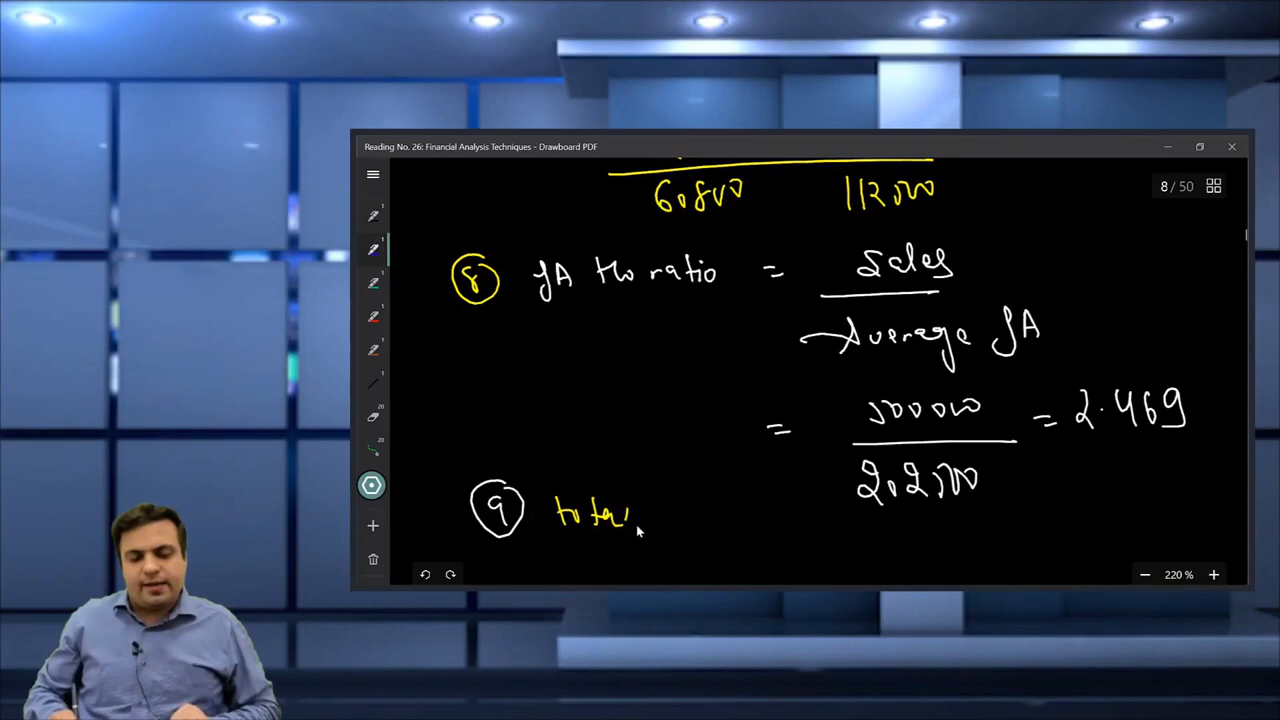 Reading No. 26: Financial Analysis Techniques - Drawboard PDF
8 / 50
60800 112000
8 FA t/o ratio = Sales
Average FA
= 500000 = 2.469
202500
9 total
220 %